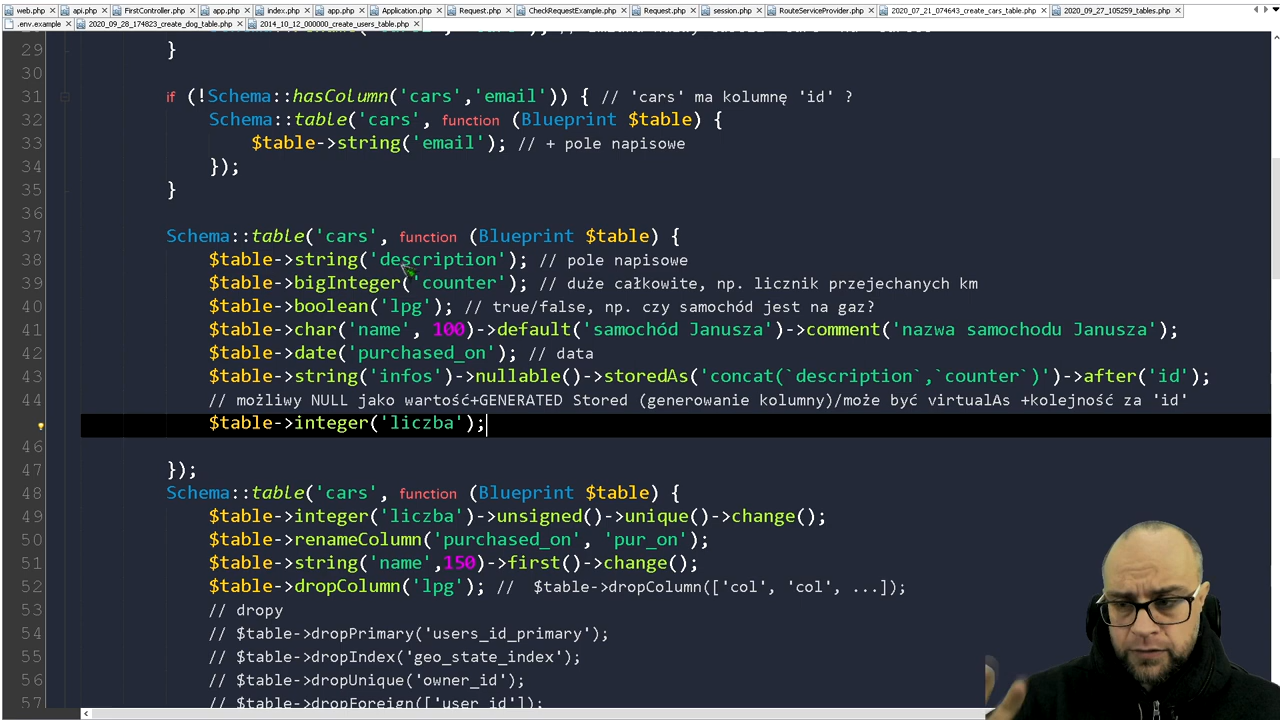 web.php api.php FirstController.php app.php index.php app.php Application.php Request.php CheckRequestExample.php Request.php session.php RouteServiceProvider.php 2020_07_21_074643_create_cars_table.php 2020_09_27_105259_tables.php
.env.example 2020_09_28_174823_create_dog_table.php 2014_10_12_000000_create_users_table.php
29 }
30
31 if (!Schema::hasColumn('cars','email')) { // 'cars' ma kolumnę 'id' ?
32 Schema::table('cars', function (Blueprint $table) {
33 $table->string('email'); // + pole napisowe
34 });
35 }
36
37 Schema::table('cars', function (Blueprint $table) {
38 $table->string('description'); // pole napisowe
39 $table->bigInteger('counter'); // duże całkowite, np. licznik przejechanych km
40 $table->boolean('lpg'); // true/false, np. czy samochód jest na gaz?
41 $table->char('name', 100)->default('samochód Janusza')->comment('nazwa samochodu Janusza');
42 $table->date('purchased_on'); // data
43 $table->string('infos')->nullable()->storedAs('concat(`description`,`counter`)')->after('id');
44 // możliwy NULL jako wartość+GENERATED Stored (generowanie kolumny)/może być virtualAs +kolejność za 'id'
$table->integer('liczba');
46
47 });
48 Schema::table('cars', function (Blueprint $table) {
49 $table->integer('liczba')->unsigned()->unique()->change();
50 $table->renameColumn('purchased_on', 'pur_on');
51 $table->string('name',150)->first()->change();
52 $table->dropColumn('lpg'); // $table->dropColumn(['col', 'col', ...]);
53 // dropy
54 // $table->dropPrimary('users_id_primary');
55 // $table->dropIndex('geo_state_index');
56 // $table->dropUnique('owner_id');
57 // $table->dropForeign(['user_id']);